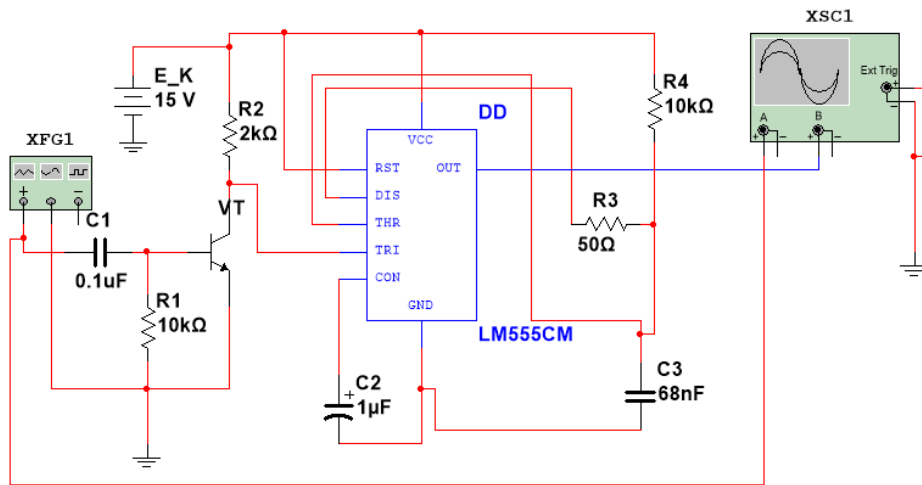 XSC1
Ext Trig
+
−
A
B
+ − + −
E_K
15 V
R2
2kΩ
R4
10kΩ
DD
VCC
RST
OUT
DIS
THR
TRI
CON
GND
LM555CM
XFG1
+ −
C1
0.1uF
VT
R3
50Ω
R1
10kΩ
C2
+
1µF
C3
68nF